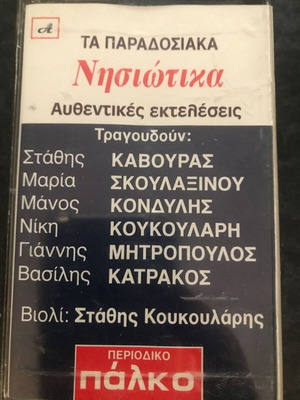 A
ΤΑ ΠΑΡΑΔΟΣΙΑΚΑ
Νησιώτικα
Αυθεντικές εκτελέσεις
Τραγουδούν:
Στάθης ΚΑΒΟΥΡΑΣ
Μαρία ΣΚΟΥΛΑΞΙΝΟΥ
Μάνος ΚΟΝΔΥΛΗΣ
Νίκη ΚΟΥΚΟΥΛΑΡΗ
Γιάννης ΜΗΤΡΟΠΟΥΛΟΣ
Βασίλης ΚΑΤΡΑΚΟΣ
Βιολί: Στάθης Κουκουλάρης
ΠΕΡΙΟΔΙΚΟ
πάλκο